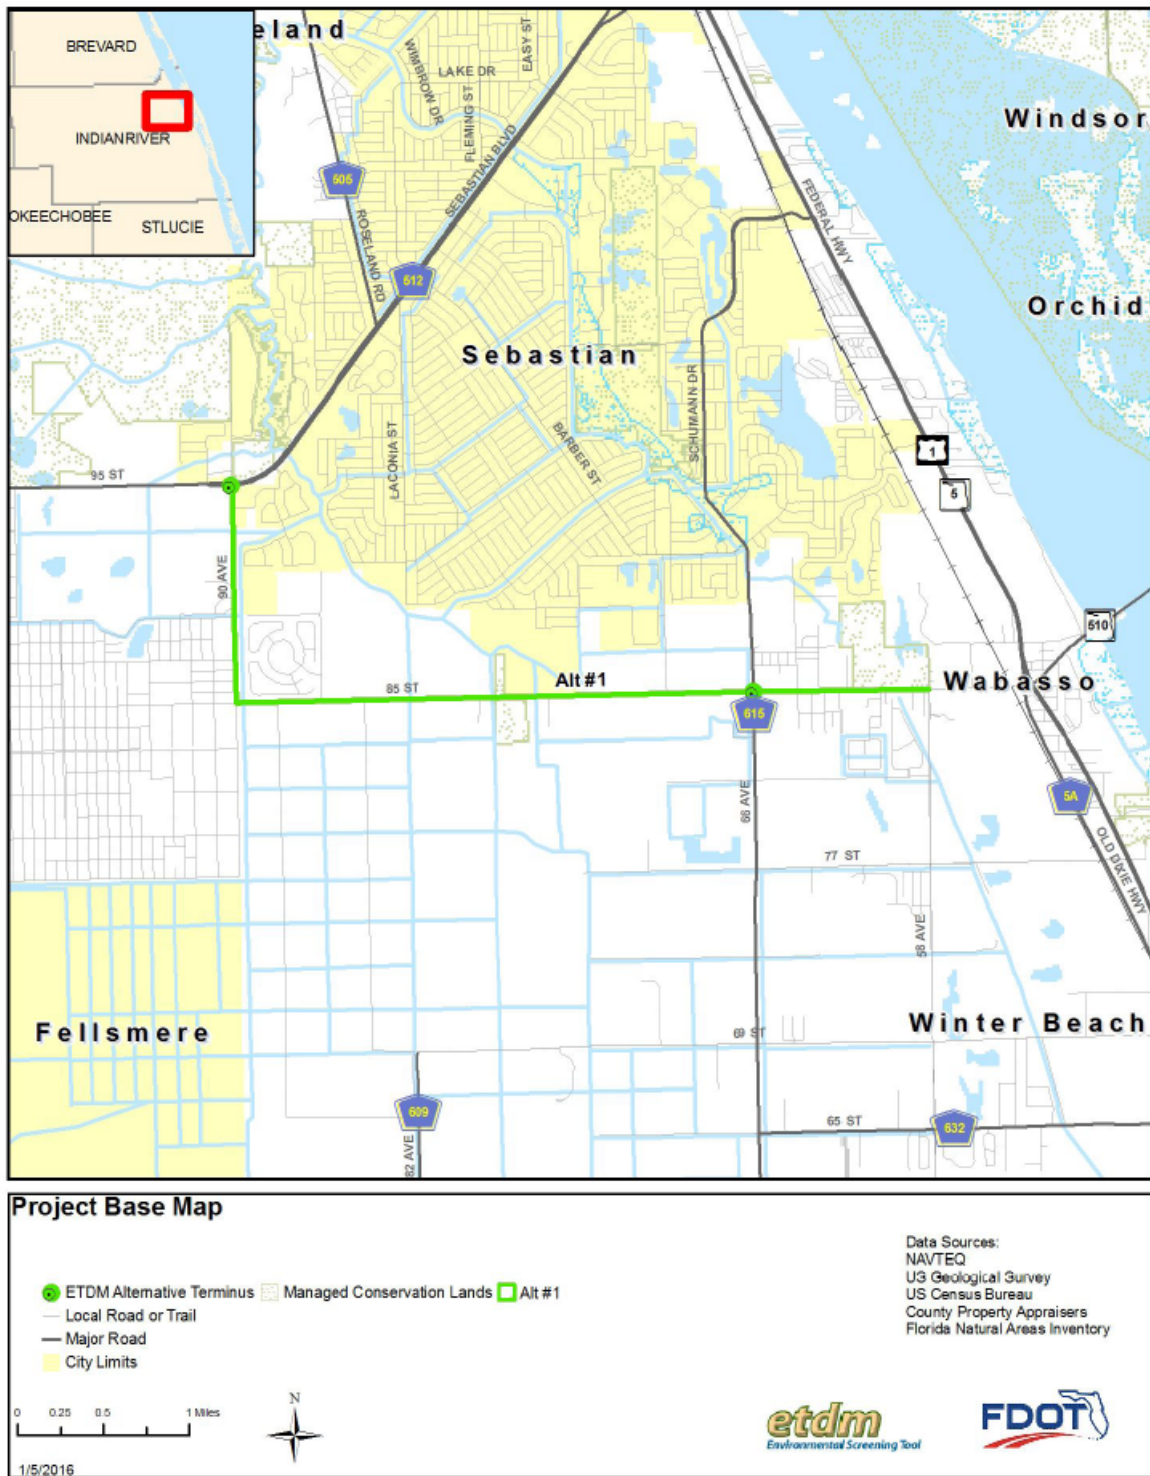 BREVARD
INDIANRIVER
OKEECHOBEE
STLUCIE
eland
WIMBROW DR
LAKE DR
FLEMING ST
EASY ST
SEBASTIAN BLVD
505
ROSELAND RD
512
Sebastian
FEDERAL HWY
Windsor
Orchid
SCHUMANN DR
LACONIA ST
BARBER ST
95 ST
1
5
90 AVE
510
85 ST
Alt #1
Wabasso
615
66 AVE
5A
OLD DIXIE HWY
77 ST
58 AVE
Fellsmere
69 ST
Winter Beach
609
82 AVE
65 ST
632
Project Base Map
ETDM Alternative Terminus
Managed Conservation Lands
Alt #1
Local Road or Trail
Major Road
City Limits
Data Sources:
NAVTEQ
US Geological Survey
US Census Bureau
County Property Appraisers
Florida Natural Areas Inventory
0 0.25 0.5 1 Miles
N
etdm
Environmental Screening Tool
FDOT
1/5/2016